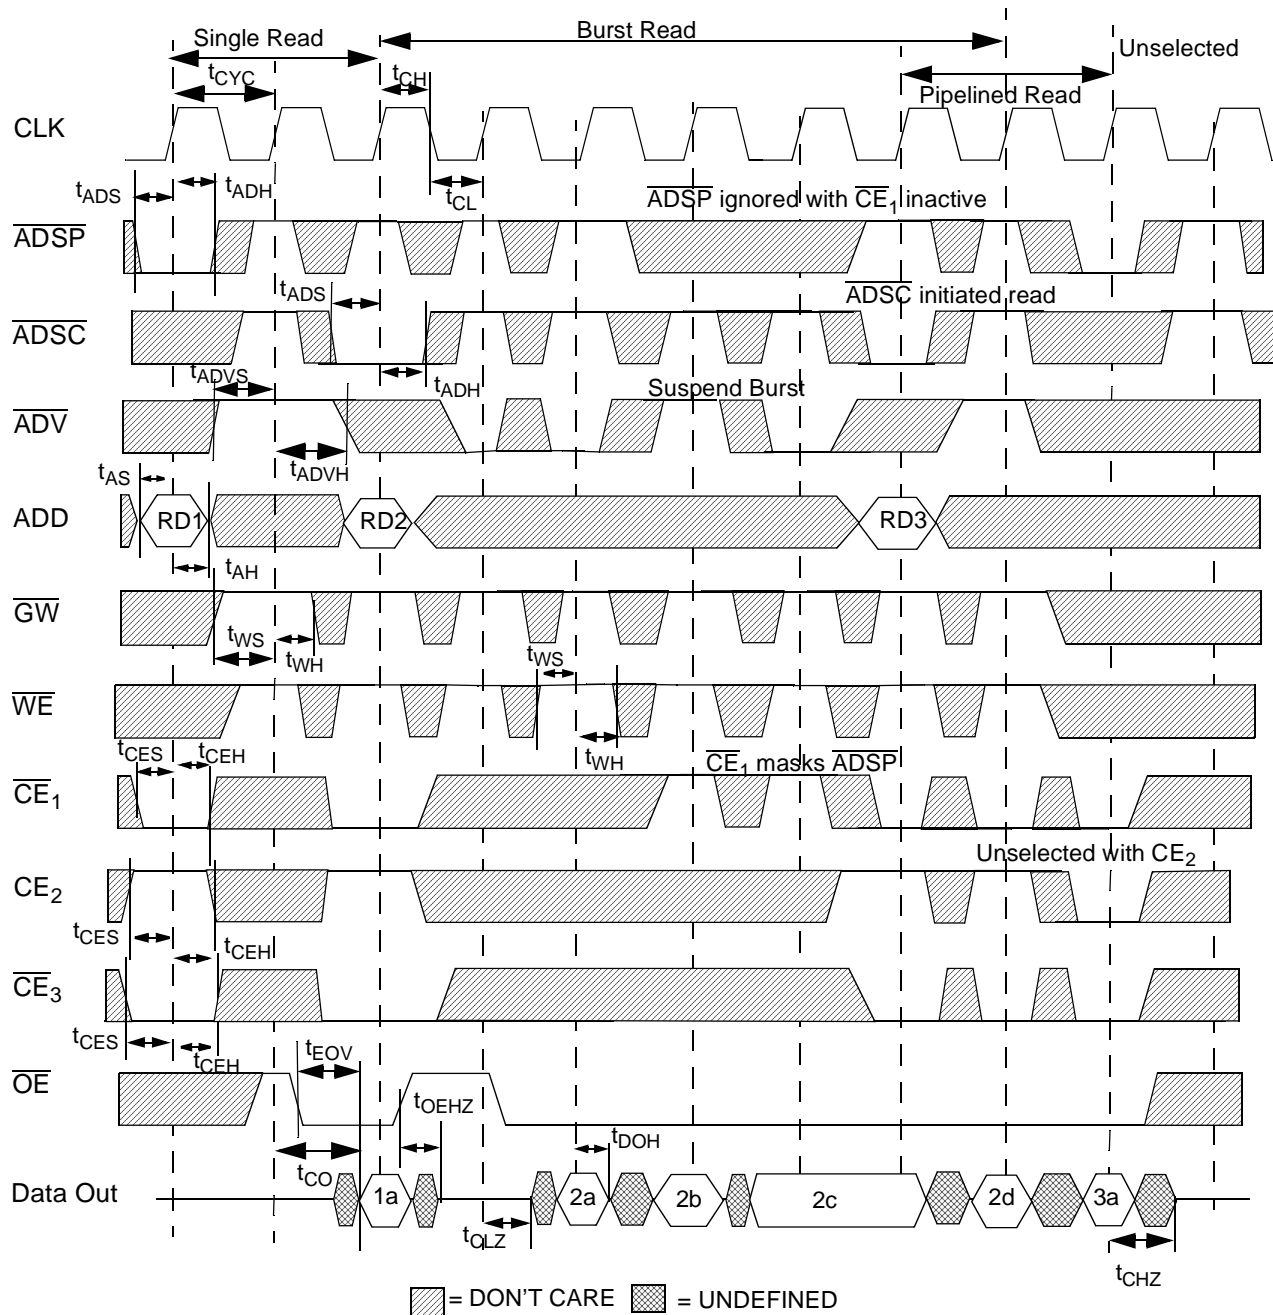 Single Read
Burst Read
Unselected
tCYC
tCH
Pipelined Read
CLK
tADS
tADH
tCL
ADSP ignored with CE1 inactive
ADSP
tADS
ADSC initiated read
ADSC
tADVS
tADH
Suspend Burst
ADV
tADVH
tAS
ADD
RD1
RD2
RD3
tAH
GW
tWS
tWH
tWS
WE
tCES
tCEH
tWH
CE1 masks ADSP
CE1
Unselected with CE2
CE2
tCES
tCEH
CE3
tCES
tCEH
tEOV
OE
tOEHZ
tCO
tDOH
Data Out
1a
2a
2b
2c
2d
3a
tCLZ
tCHZ
= DON'T CARE
= UNDEFINED